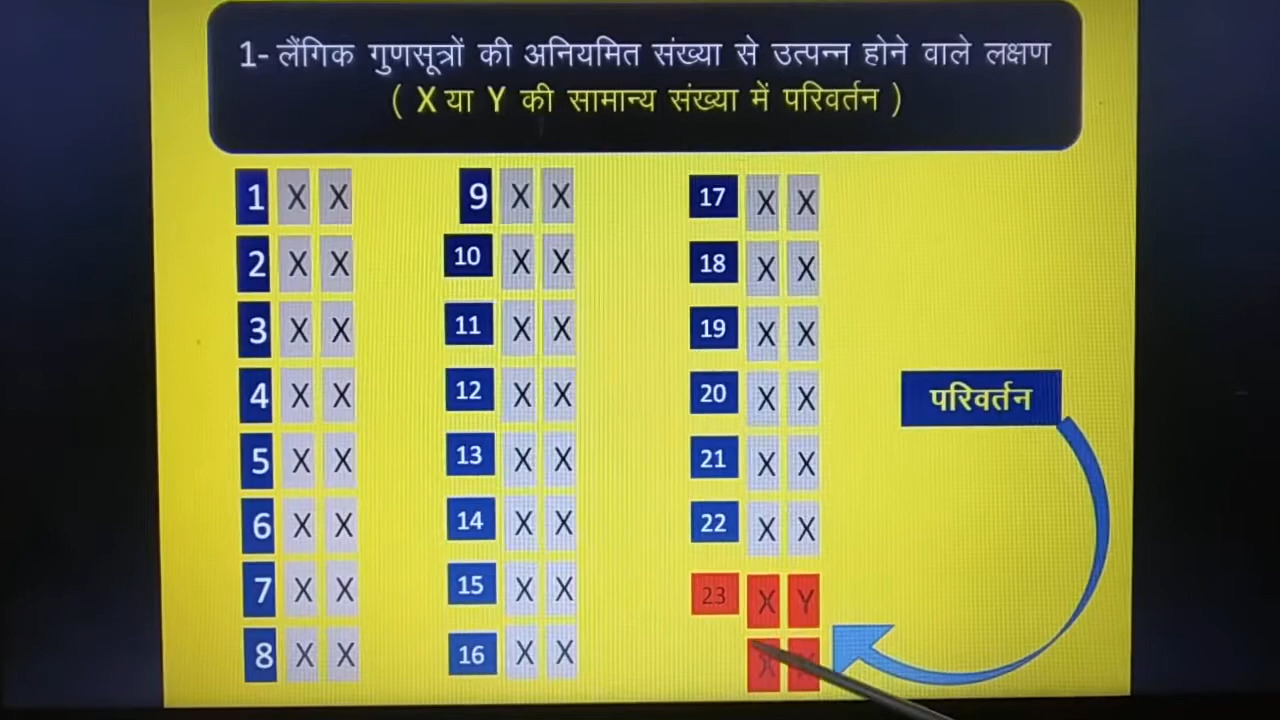 1- लैंगिक गुणसूत्रों की अनियमित संख्या से उत्पन्न होने वाले लक्षण
( X या Y की सामान्य संख्या में परिवर्तन )
1 X X 9 X X 17 X X
2 X X 10 X X 18 X X
3 X X 11 X X 19 X X
4 X X 12 X X 20 X X
परिवर्तन
5 X X 13 X X 21 X X
6 X X 14 X X 22 X X
7 X X 15 X X 23 X Y
8 X X 16 X X X